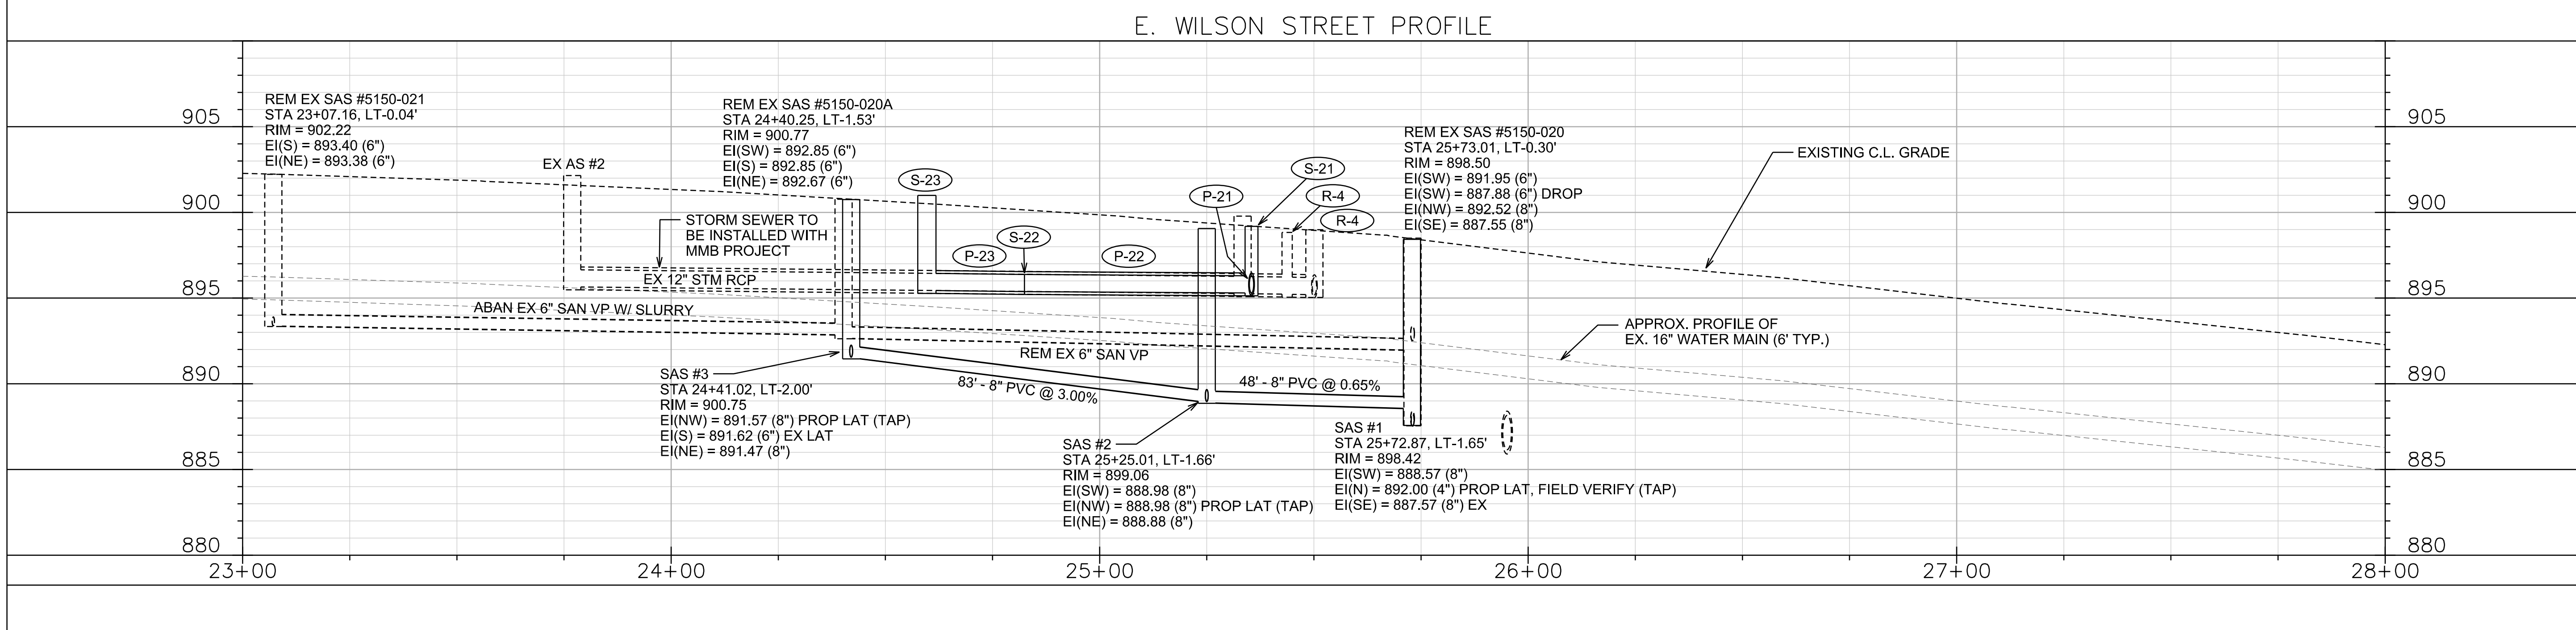 E. WILSON STREET PROFILE
REM EX SAS #5150-021
STA 23+07.16, LT-0.04'
RIM = 902.22
EI(S) = 893.40 (6")
EI(NE) = 893.38 (6")
EX AS #2
REM EX SAS #5150-020A
STA 24+40.25, LT-1.53'
RIM = 900.77
EI(SW) = 892.85 (6")
EI(S) = 892.85 (6")
EI(NE) = 892.67 (6")
STORM SEWER TO
BE INSTALLED WITH
MMB PROJECT
S-23
P-23
S-22
P-22
P-21
S-21
R-4
R-4
REM EX SAS #5150-020
STA 25+73.01, LT-0.30'
RIM = 898.50
EI(SW) = 891.95 (6")
EI(SW) = 887.88 (6") DROP
EI(NW) = 892.52 (8")
EI(SE) = 887.55 (8")
EXISTING C.L. GRADE
EX 12" STM RCP
ABAN EX 6" SAN VP W/ SLURRY
REM EX 6" SAN VP
APPROX. PROFILE OF
EX. 16" WATER MAIN (6' TYP.)
83' - 8" PVC @ 3.00%
48' - 8" PVC @ 0.65%
SAS #3
STA 24+41.02, LT-2.00'
RIM = 900.75
EI(NW) = 891.57 (8") PROP LAT (TAP)
EI(S) = 891.62 (6") EX LAT
EI(NE) = 891.47 (8")
SAS #2
STA 25+25.01, LT-1.66'
RIM = 899.06
EI(SW) = 888.98 (8")
EI(NW) = 888.98 (8") PROP LAT (TAP)
EI(NE) = 888.88 (8")
SAS #1
STA 25+72.87, LT-1.65'
RIM = 898.42
EI(SW) = 888.57 (8")
EI(N) = 892.00 (4") PROP LAT, FIELD VERIFY (TAP)
EI(SE) = 887.57 (8") EX
905
900
895
890
885
880
905
900
895
890
885
880
23+00
24+00
25+00
26+00
27+00
28+00